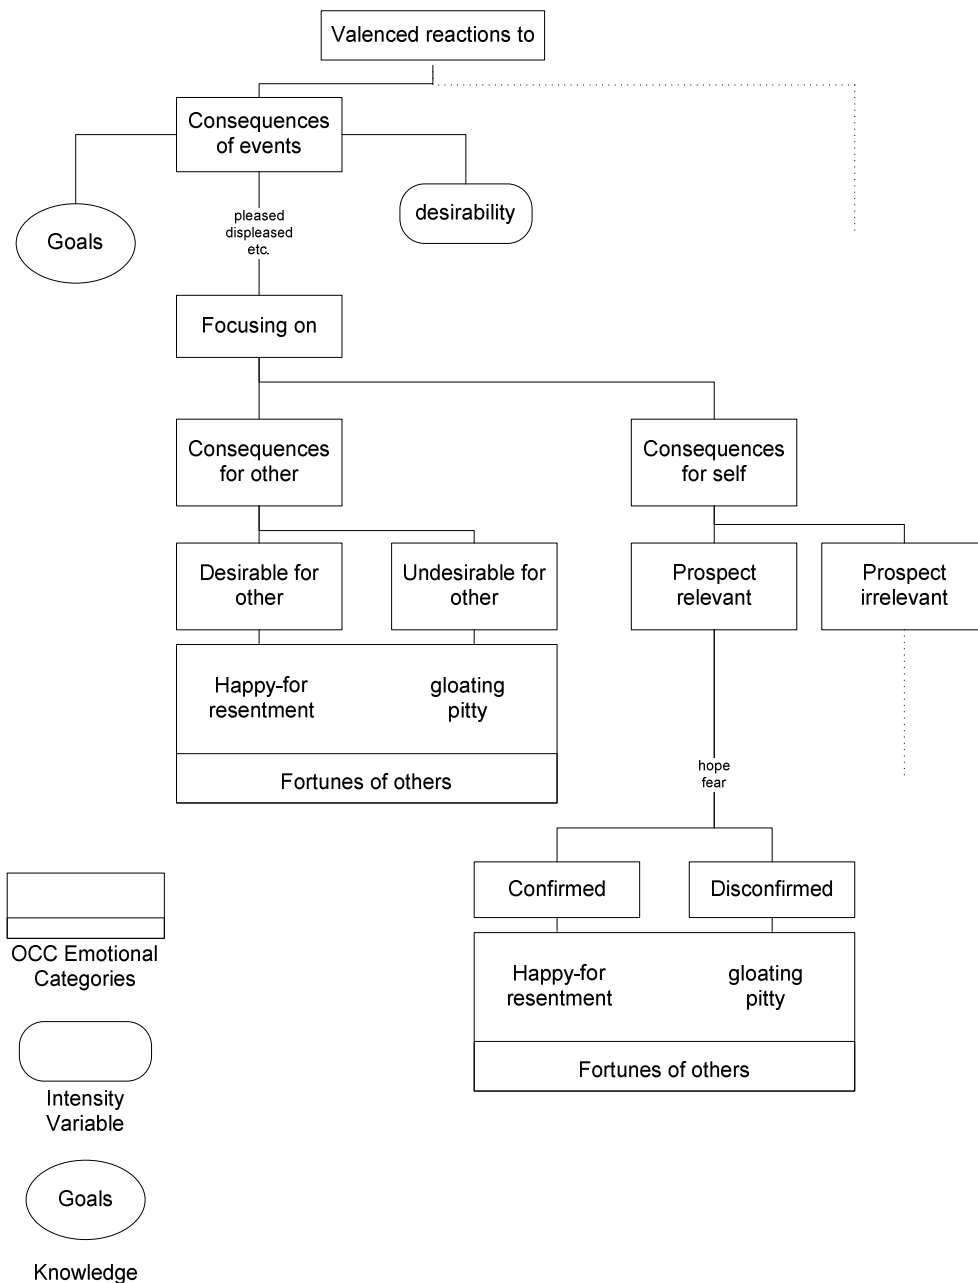 Valenced reactions to
Consequences
of events
Goals
pleased
displeased
etc.
desirability
Focusing on
Consequences
for other
Consequences
for self
Desirable for
other
Undesirable for
other
Prospect
relevant
Prospect
irrelevant
Happy-for
resentment
gloating
pitty
Fortunes of others
hope
fear
Confirmed
Disconfirmed
Happy-for
resentment
gloating
pitty
Fortunes of others
OCC Emotional
Categories
Intensity
Variable
Goals
Knowledge